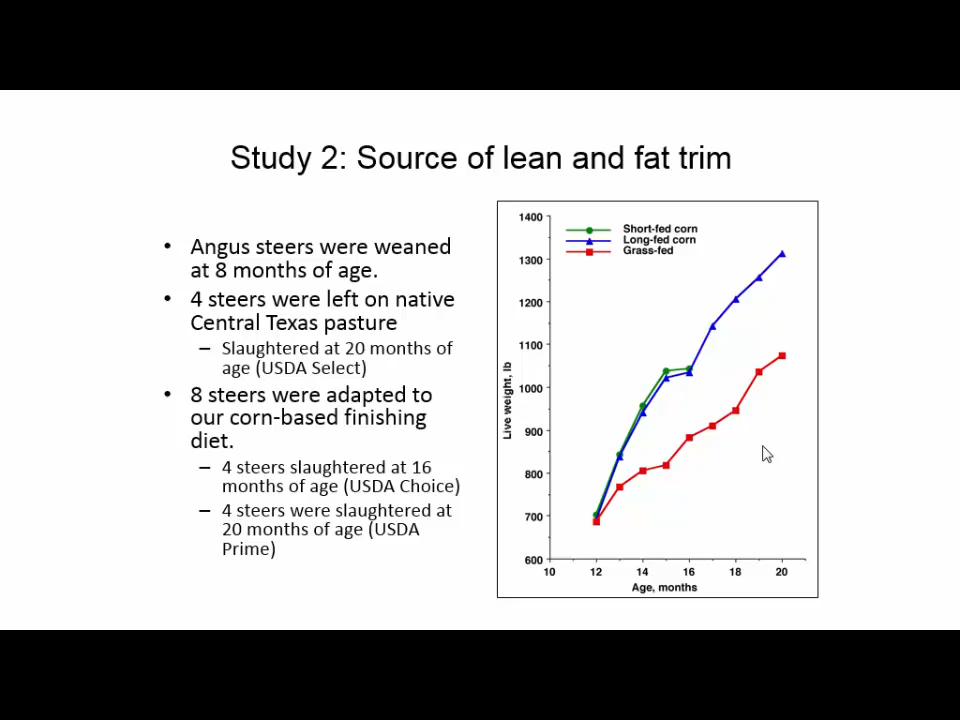 Study 2: Source of lean and fat trim
• Angus steers were weaned
at 8 months of age.
• 4 steers were left on native
Central Texas pasture
– Slaughtered at 20 months of
age (USDA Select)
• 8 steers were adapted to
our corn-based finishing
diet.
– 4 steers slaughtered at 16
months of age (USDA Choice)
– 4 steers were slaughtered at
20 months of age (USDA
Prime)
Short-fed corn
Long-fed corn
Grass-fed
1400
1300
1200
1100
1000
900
800
700
600
Live weight, lb
10 12 14 16 18 20
Age, months